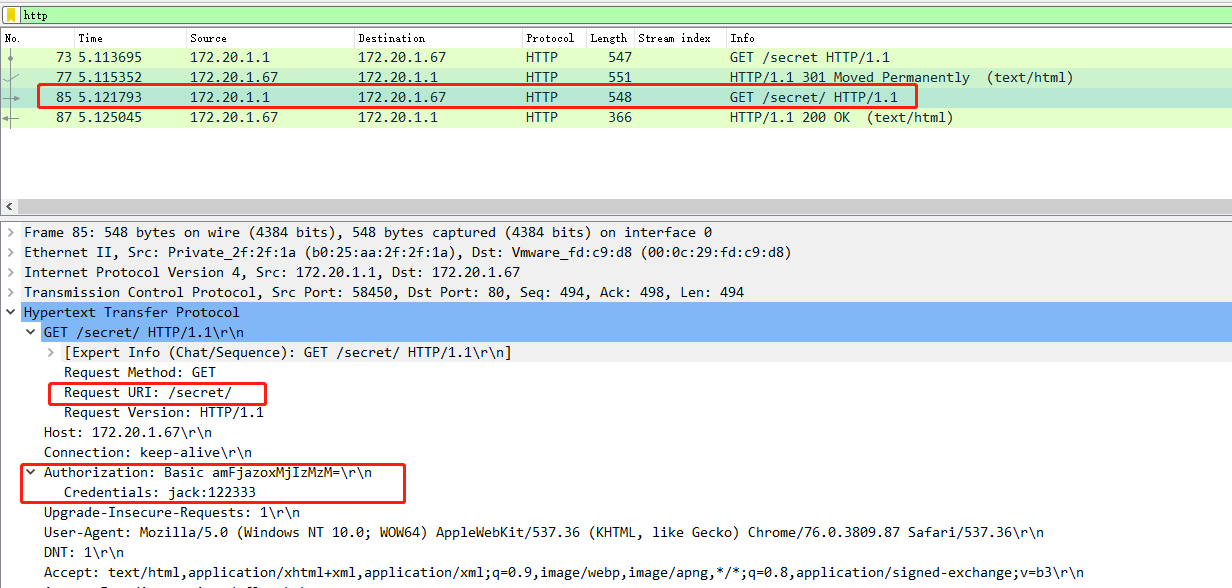 http
No. Time Source Destination Protocol Length Stream index Info
73 5.113695 172.20.1.1 172.20.1.67 HTTP 547 GET /secret HTTP/1.1
77 5.115352 172.20.1.67 172.20.1.1 HTTP 551 HTTP/1.1 301 Moved Permanently (text/html)
85 5.121793 172.20.1.1 172.20.1.67 HTTP 548 GET /secret/ HTTP/1.1
87 5.125045 172.20.1.67 172.20.1.1 HTTP 366 HTTP/1.1 200 OK (text/html)
Frame 85: 548 bytes on wire (4384 bits), 548 bytes captured (4384 bits) on interface 0
Ethernet II, Src: Private_2f:2f:1a (b0:25:aa:2f:2f:1a), Dst: Vmware_fd:c9:d8 (00:0c:29:fd:c9:d8)
Internet Protocol Version 4, Src: 172.20.1.1, Dst: 172.20.1.67
Transmission Control Protocol, Src Port: 58450, Dst Port: 80, Seq: 494, Ack: 498, Len: 494
Hypertext Transfer Protocol
GET /secret/ HTTP/1.1\r\n
[Expert Info (Chat/Sequence): GET /secret/ HTTP/1.1\r\n]
Request Method: GET
Request URI: /secret/
Request Version: HTTP/1.1
Host: 172.20.1.67\r\n
Connection: keep-alive\r\n
Authorization: Basic amFjazoxMjIzMzM=\r\n
Credentials: jack:122333
Upgrade-Insecure-Requests: 1\r\n
User-Agent: Mozilla/5.0 (Windows NT 10.0; WOW64) AppleWebKit/537.36 (KHTML, like Gecko) Chrome/76.0.3809.87 Safari/537.36\r\n
DNT: 1\r\n
Accept: text/html,application/xhtml+xml,application/xml;q=0.9,image/webp,image/apng,*/*;q=0.8,application/signed-exchange;v=b3\r\n